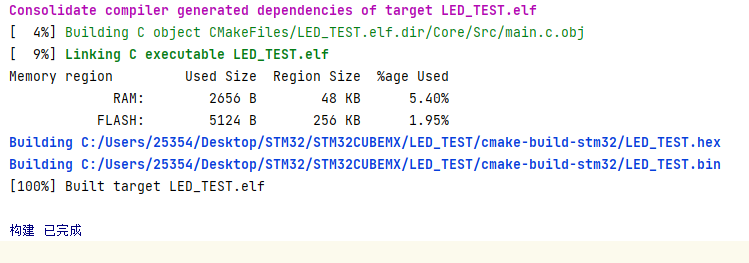 Consolidate compiler generated dependencies of target LED_TEST.elf
[  4%] Building C object CMakeFiles/LED_TEST.elf.dir/Core/Src/main.c.obj
[  9%] Linking C executable LED_TEST.elf
Memory region         Used Size  Region Size  %age Used
             RAM:        2656 B        48 KB      5.40%
           FLASH:        5124 B       256 KB      1.95%
Building C:/Users/25354/Desktop/STM32/STM32CUBEMX/LED_TEST/cmake-build-stm32/LED_TEST.hex
Building C:/Users/25354/Desktop/STM32/STM32CUBEMX/LED_TEST/cmake-build-stm32/LED_TEST.bin
[100%] Built target LED_TEST.elf
构建 已完成